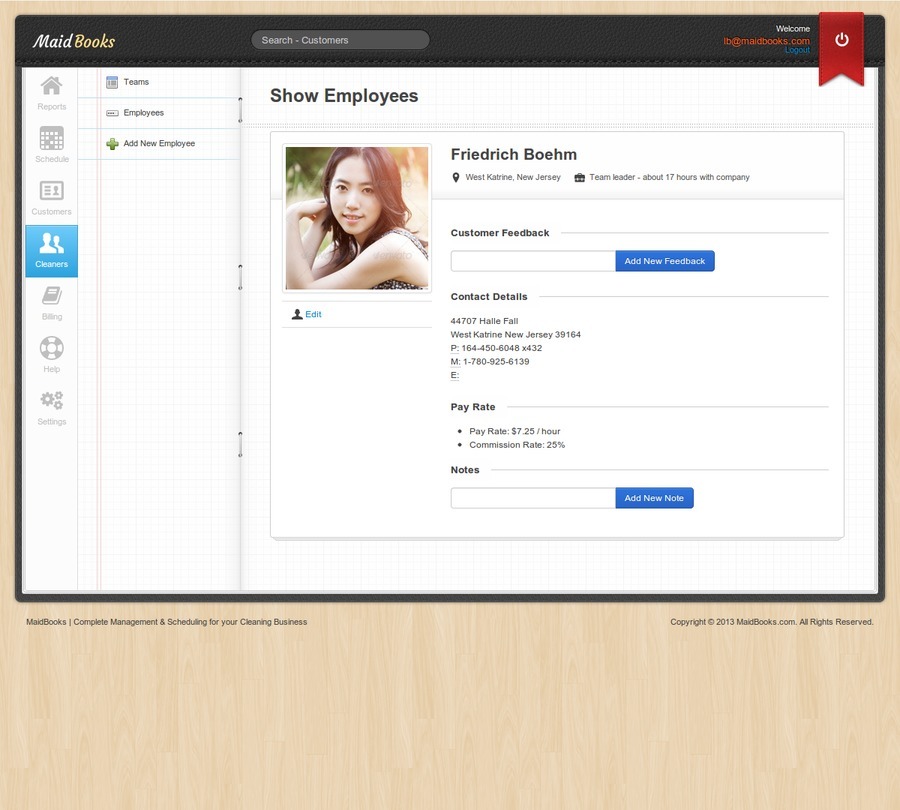 MaidBooks
Search - Customers
Welcome
lb@maidbooks.com
Logout
Reports
Schedule
Customers
Cleaners
Billing
Help
Settings
Teams
Employees
Add New Employee
Show Employees
Friedrich Boehm
West Katrine, New Jersey
Team leader - about 17 hours with company
Edit
Customer Feedback
Add New Feedback
Contact Details
44707 Halle Fall
West Katrine New Jersey 39164
P: 164-450-6048 x432
M: 1-780-925-6139
E:
Pay Rate
Pay Rate: $7.25 / hour
Commission Rate: 25%
Notes
Add New Note
MaidBooks | Complete Management & Scheduling for your Cleaning Business
Copyright © 2013 MaidBooks.com. All Rights Reserved.